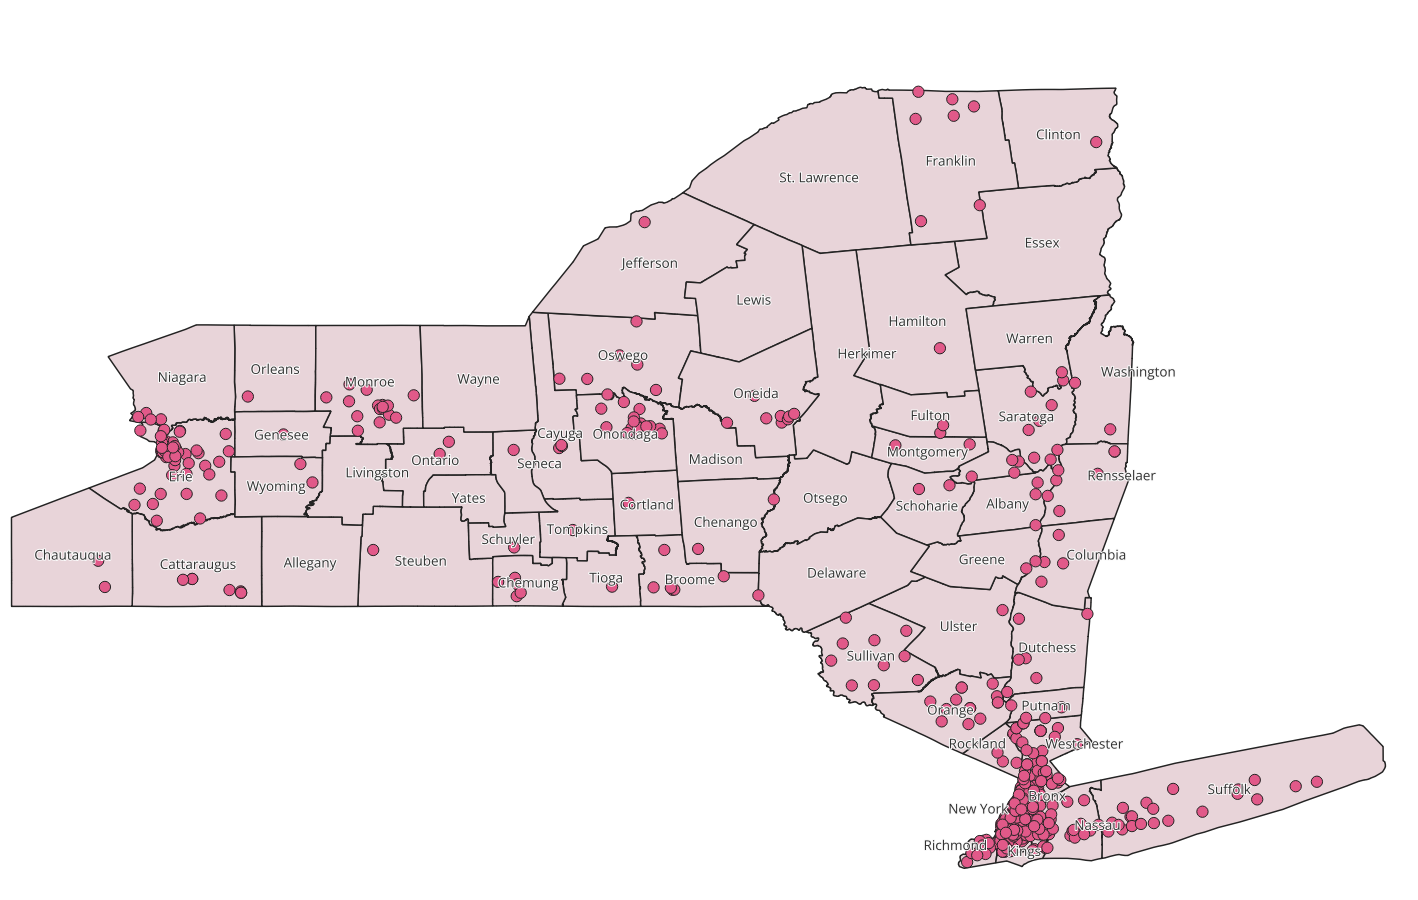 Clinton
Franklin
St. Lawrence
Essex
Jefferson
Lewis
Hamilton
Warren
Herkimer
Oswego
Washington
Orleans
Niagara
Monroe
Wayne
Oneida
Fulton
Saratoga
Genesee
Cayuga
Onondaga
Montgomery
Madison
Ontario
Seneca
Livingston
Erie
Rensselaer
Wyoming
Yates
Otsego
Cortland
Schoharie
Albany
Chenango
Tompkins
Schuyler
Chautauqua
Columbia
Greene
Cattaraugus
Allegany
Steuben
Delaware
Tioga
Broome
Chemung
Ulster
Dutchess
Sullivan
Putnam
Orange
Rockland
Westchester
Suffolk
Bronx
New York
Nassau
Richmond
Kings